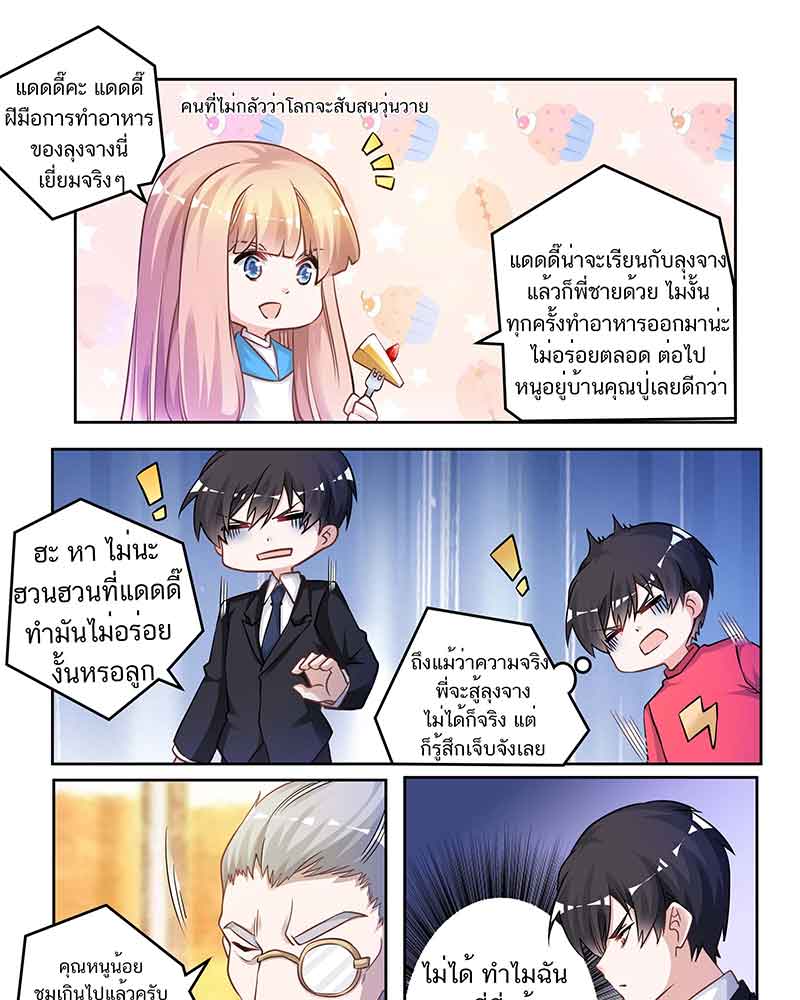 แดดดี๊คะ แดดดี๊
ฝีมือการทำอาหาร
ของลุงจางนี่
เยี่ยมจริงๆ
คนที่ไม่กลัวว่าโลกจะสับสนวุ่นวาย
แดดดี๊น่าจะเรียนกับลุงจาง
แล้วก็พี่ชายด้วย ไมงั้น
ทุกครั้งทำอาหารออกมาน่ะ
ไม่อร่อยตลอด ต่อไป
หนูอยู่บ้านคุณปู่เลยดีกว่า
ฮะ หา ไม่นะ
ฮวนฮวนที่แดดดี๊
ทำมันไม่อร่อย
งั้นหรอลูก
ถึงแม้ว่าความจริง
พี่จะสู้ลุงจาง
ไม่ได้ก็จริง แต่
ก็รู้สึกเจ็บจังเลย
คุณหนูน้อย
ชมเกินไปแล้วครับ
ไม่ได้ ทำไมฉัน